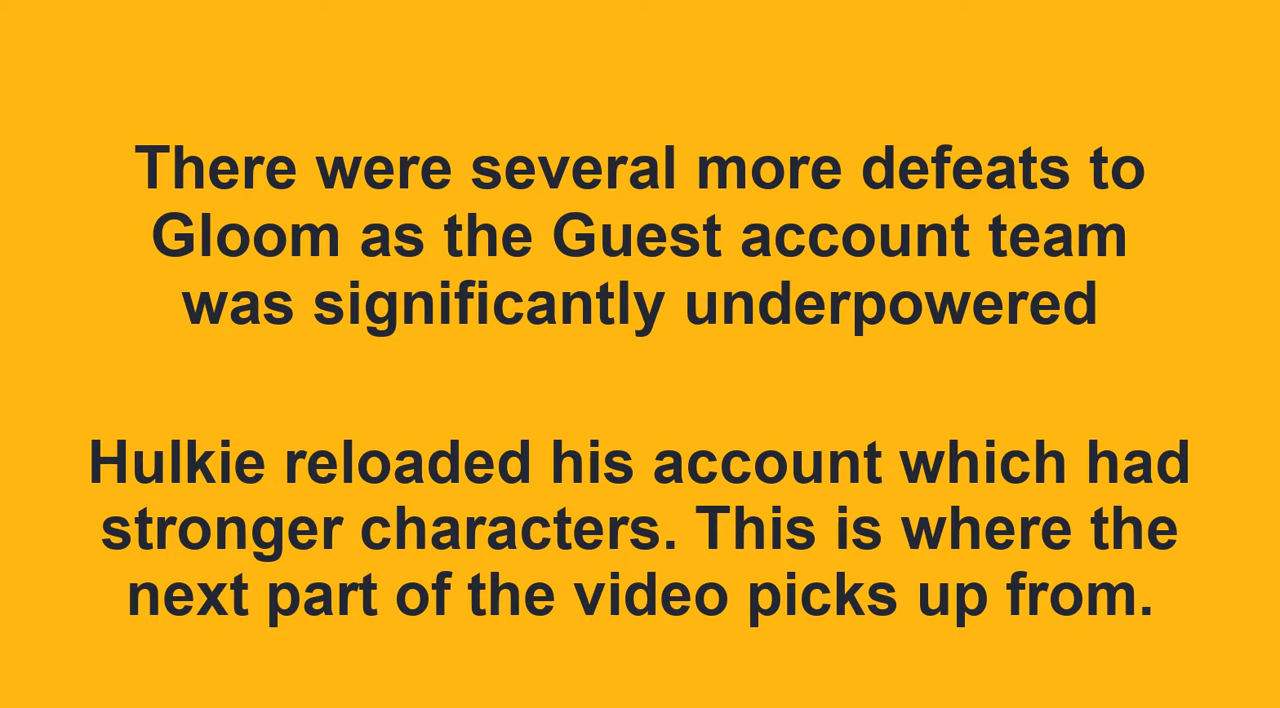 There were several more defeats to
Gloom as the Guest account team
was significantly underpowered
Hulkie reloaded his account which had
stronger characters. This is where the
next part of the video picks up from.